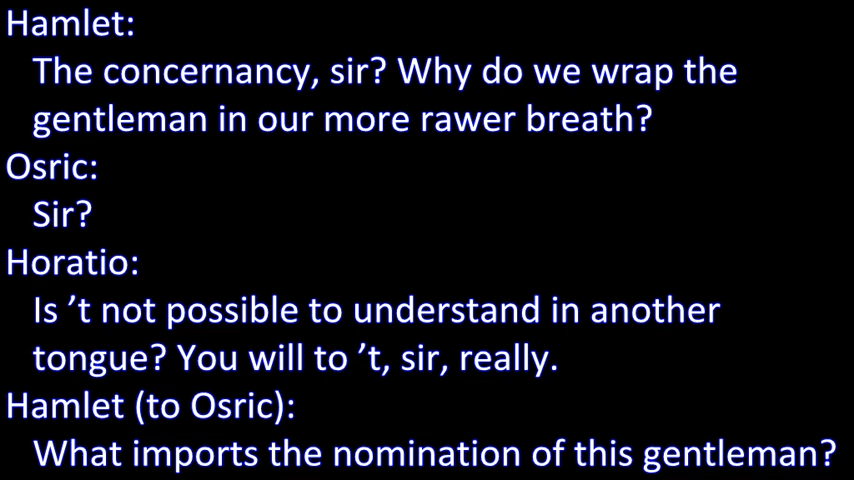 Hamlet:
The concernancy, sir? Why do we wrap the
gentleman in our more rawer breath?
Osric:
Sir?
Horatio:
Is ’t not possible to understand in another
tongue? You will to ’t, sir, really.
Hamlet (to Osric):
What imports the nomination of this gentleman?